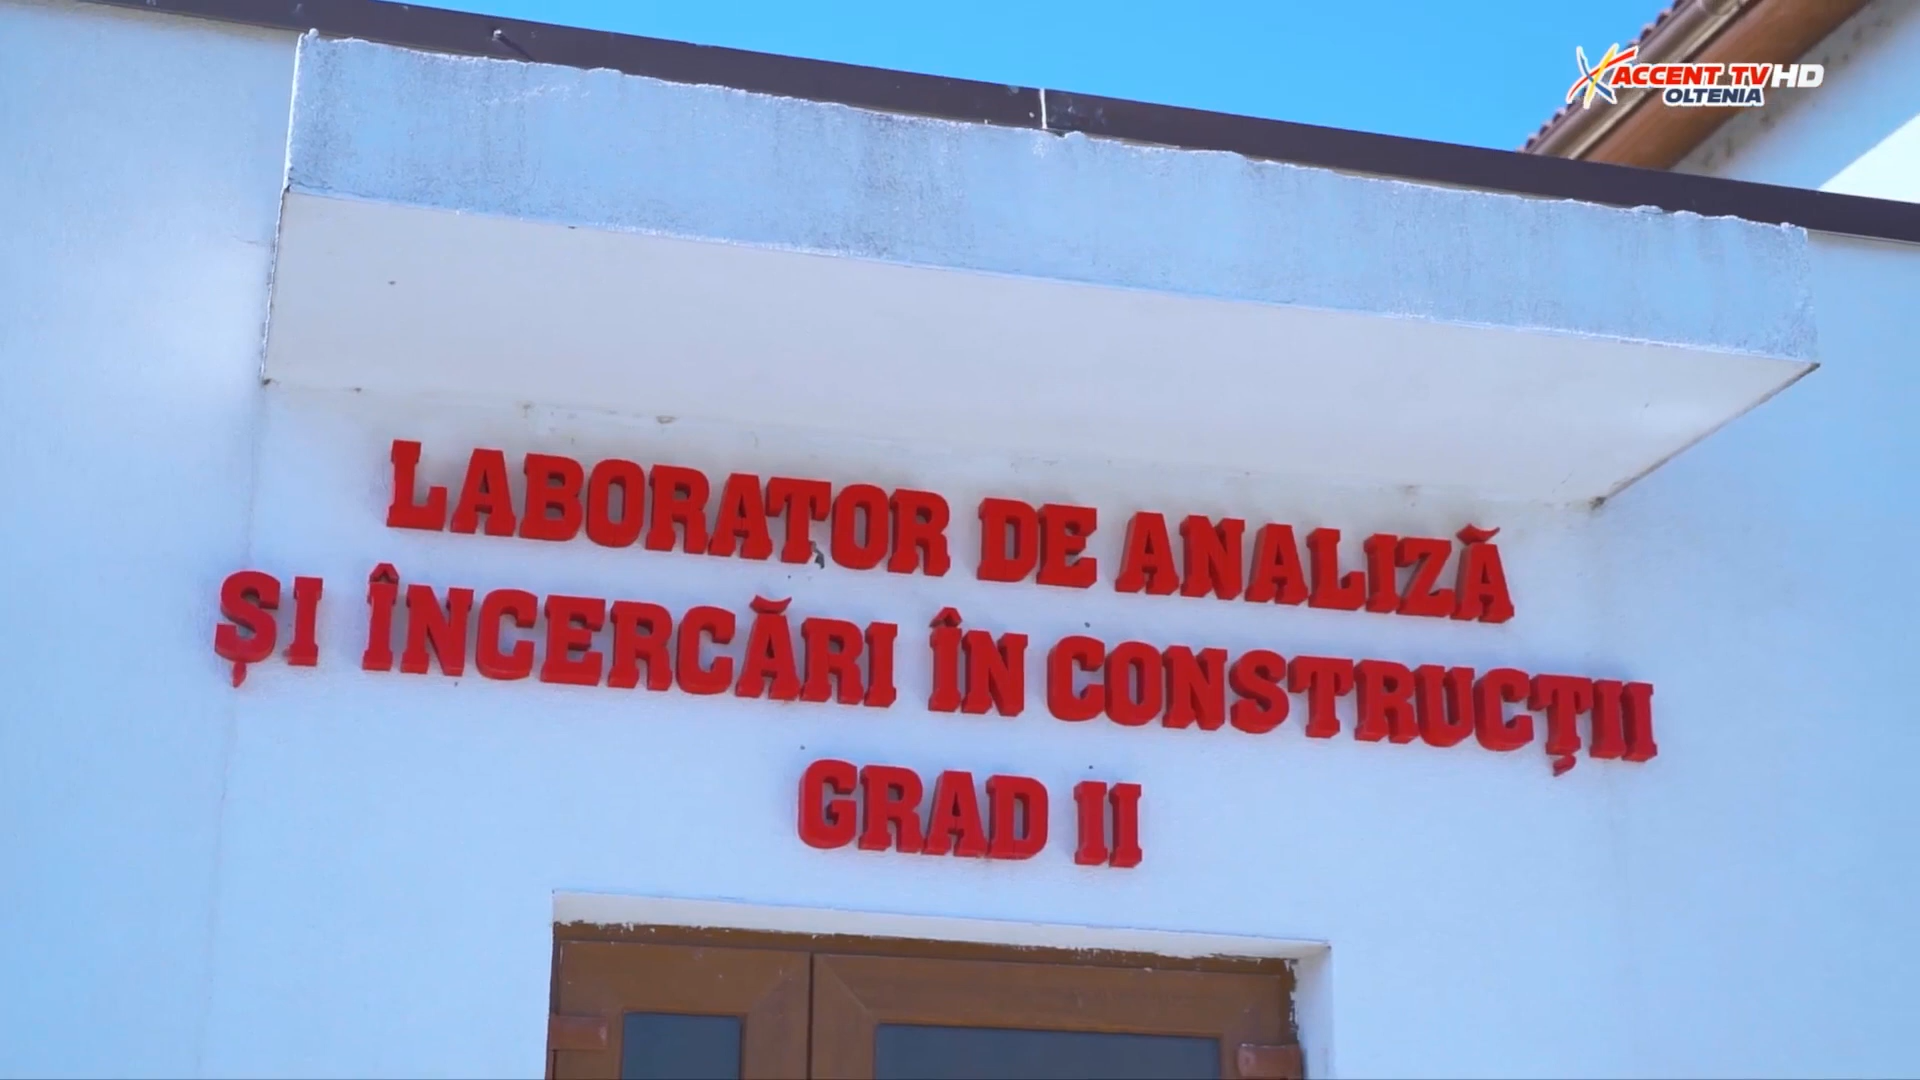 ACCENT TV HD
OLTENIA
LABORATOR DE ANALIZĂ
ȘI ÎNCERCĂRI ÎN CONSTRUCȚII
GRAD II